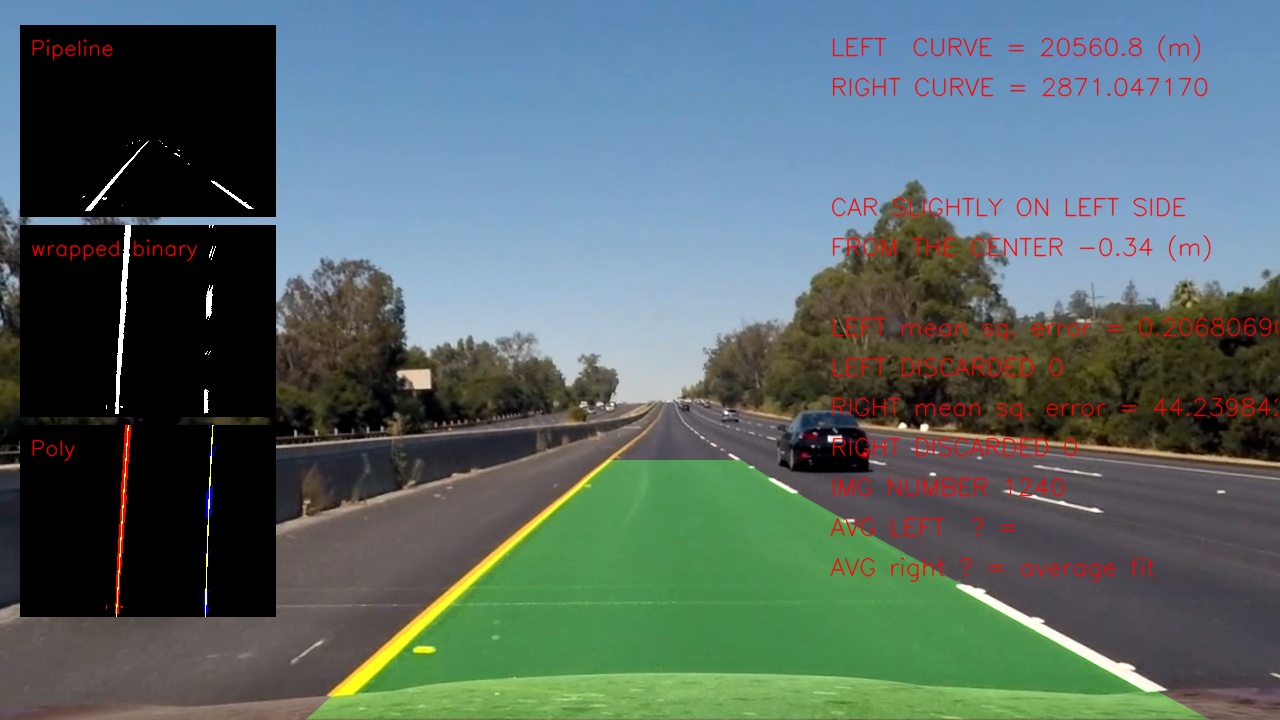 Pipeline
wrapped binary
Poly
LEFT CURVE = 20560.8 (m)
RIGHT CURVE = 2871.047170
CAR SLIGHTLY ON LEFT SIDE
FROM THE CENTER -0.34 (m)
LEFT mean sq. error = 0.2068069
LEFT DISCARDED 0
RIGHT mean sq. error = 44.23984
RIGHT DISCARDED 0
IMG NUMBER 1240
AVG LEFT ? =
AVG right ? = average fit